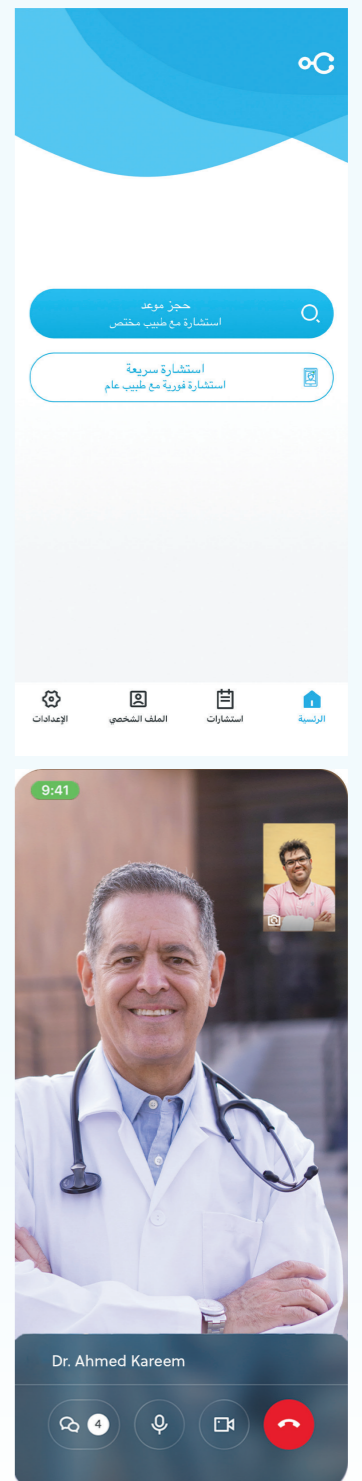 حجز موعد
استشارة مع طبيب مختص
استشارة سريعة
استشارة فورية مع طبيب عام
الرئسية
استشارات
الملف الشخصي
الإعدادات
9:41
Dr. Ahmed Kareem
4